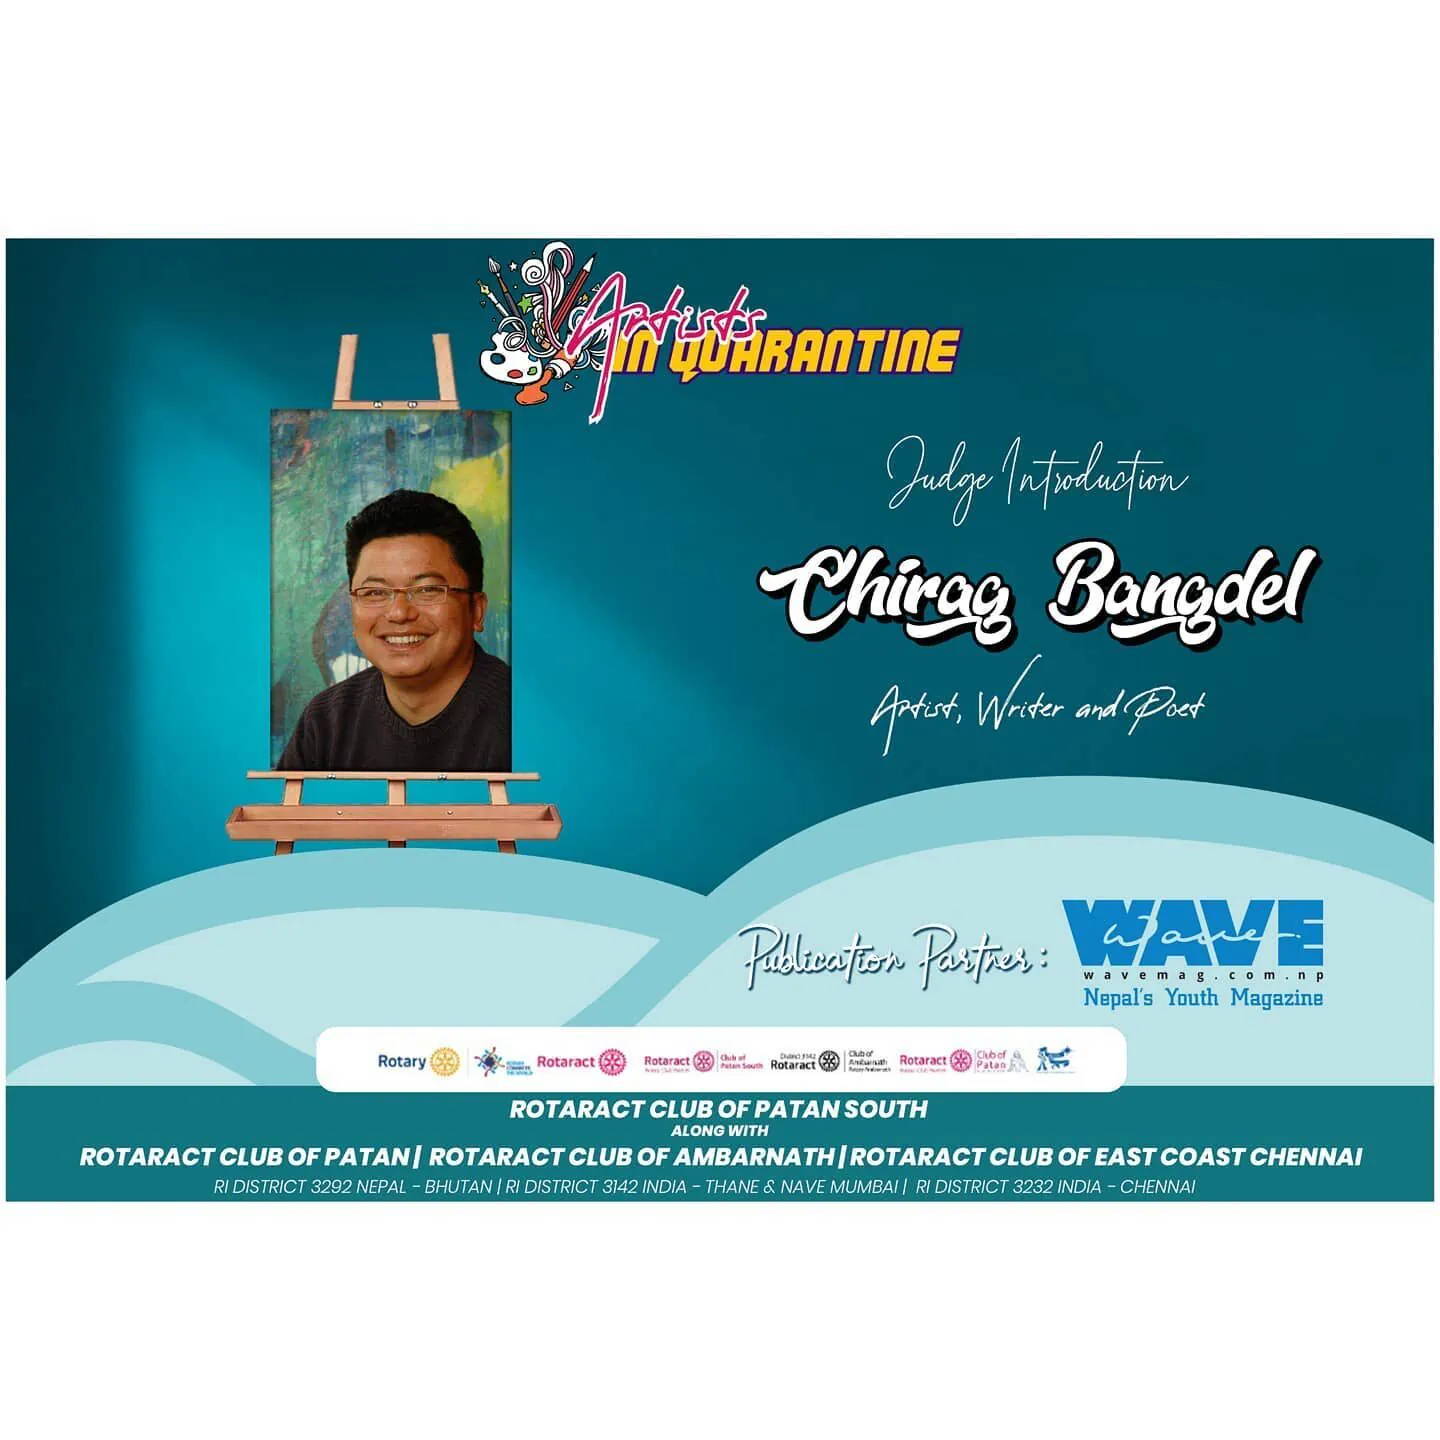 Artists
IN QUARANTINE
Judge Introduction
Chirag Bangdel
Artist, Writer and Poet
Publication Partner :
WAVE
wavemag.com.np
Nepal's Youth Magazine
Rotary
Rotaract
Rotaract
Club of
Patan South
District 3142
Rotaract
Club of
Ambarnath
Rotaract
Club of
Patan
ROTARACT CLUB OF PATAN SOUTH
ALONG WITH
ROTARACT CLUB OF PATAN | ROTARACT CLUB OF AMBARNATH | ROTARACT CLUB OF EAST COAST CHENNAI
RI DISTRICT 3292 NEPAL - BHUTAN | RI DISTRICT 3142 INDIA - THANE & NAVE MUMBAI | RI DISTRICT 3232 INDIA - CHENNAI